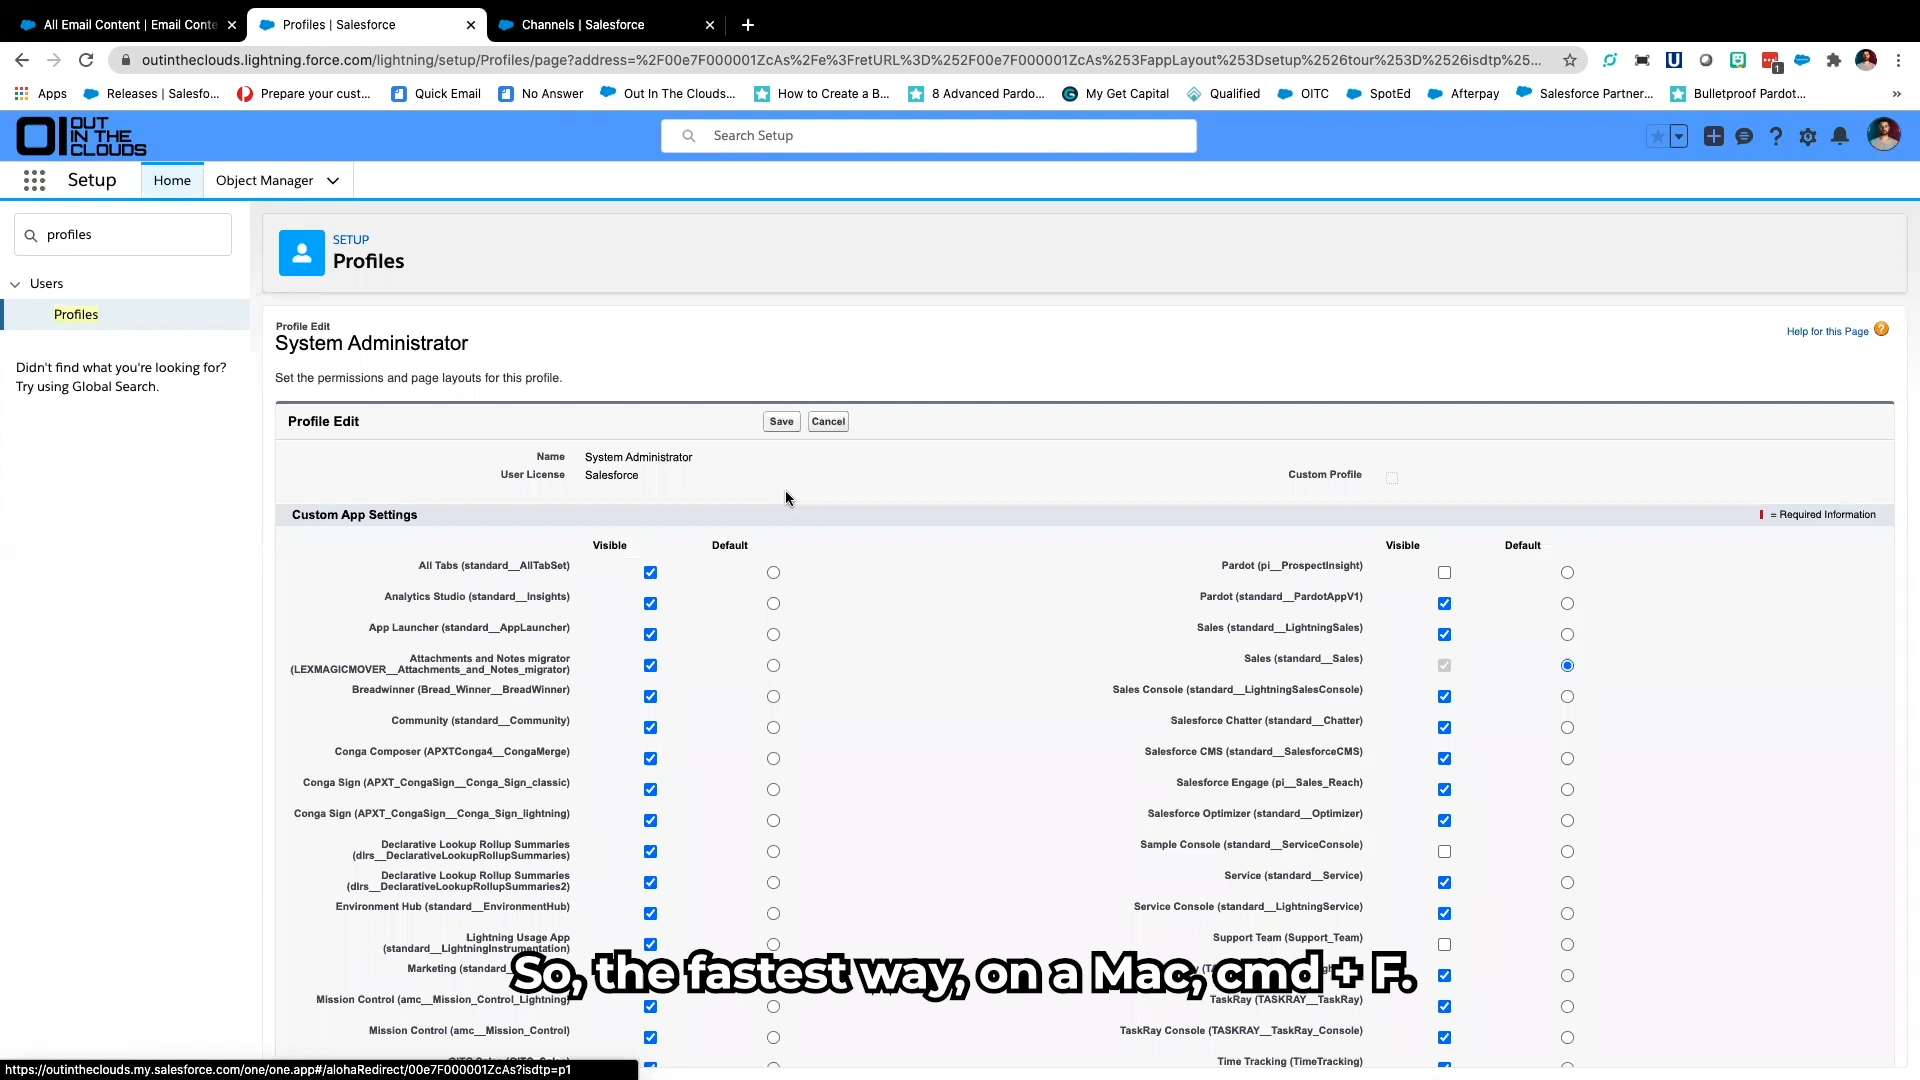 All Email Content | Email Conte
Profiles | Salesforce
Channels | Salesforce
outintheclouds.lightning.force.com/lightning/setup/Profiles/page?address=%2F00e7F000001ZcAs%2Fe%3FretURL%3D%252F00e7F000001ZcAs%253FappLayout%253Dsetup%2526tour%253D%2526isdtp%25...
1
Apps
Releases | Salesfo...
Prepare your cust...
Quick Email
No Answer
Out In The Clouds...
How to Create a B...
8 Advanced Pardo...
My Get Capital
Qualified
OITC
SpotEd
Afterpay
Salesforce Partner...
Bulletproof Pardot...
»
OUT
IN THE
CLOUDS
Search Setup
Setup
Home
Object Manager
profiles
Users
Profiles
Didn't find what you're looking for?
Try using Global Search.
SETUP
Profiles
Profile Edit
System Administrator
Help for this Page
Set the permissions and page layouts for this profile.
Profile Edit
Save
Cancel
Name System Administrator
User License Salesforce
Custom Profile
Custom App Settings
= Required Information
Visible Default Visible Default
All Tabs (standard__AllTabSet)
Pardot (pi__ProspectInsight)
Analytics Studio (standard__Insights)
Pardot (standard__PardotAppV1)
App Launcher (standard__AppLauncher)
Sales (standard__LightningSales)
Attachments and Notes migrator
(LEXMAGICMOVER__Attachments_and_Notes_migrator)
Sales (standard__Sales)
Breadwinner (Bread_Winner__BreadWinner)
Sales Console (standard__LightningSalesConsole)
Community (standard__Community)
Salesforce Chatter (standard__Chatter)
Conga Composer (APXTConga4__CongaMerge)
Salesforce CMS (standard__SalesforceCMS)
Conga Sign (APXT_CongaSign__Conga_Sign_classic)
Salesforce Engage (pi__Sales_Reach)
Conga Sign (APXT_CongaSign__Conga_Sign_lightning)
Salesforce Optimizer (standard__Optimizer)
Declarative Lookup Rollup Summaries
(dlrs__DeclarativeLookupRollupSummaries)
Sample Console (standard__ServiceConsole)
Declarative Lookup Rollup Summaries
(dlrs__DeclarativeLookupRollupSummaries2)
Service (standard__Service)
Environment Hub (standard__EnvironmentHub)
Service Console (standard__LightningService)
Lightning Usage App
(standard__LightningInstrumentation)
Support Team (Support_Team)
Marketing (standard_
So, the fastest way, on a Mac, cmd + F.
Mission Control (amc__Mission_Control_Lightning)
TaskRay (TASKRAY__TaskRay)
Mission Control (amc__Mission_Control)
TaskRay Console (TASKRAY__TaskRay_Console)
Time Tracking (TimeTracking)
https://outintheclouds.my.salesforce.com/one/one.app#/alohaRedirect/00e7F000001ZcAs?isdtp=p1